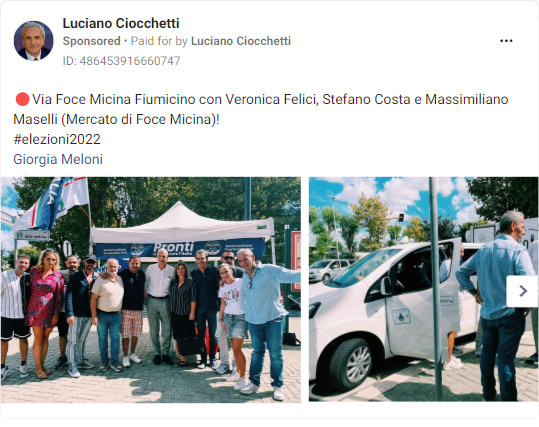 Luciano Ciocchetti
Sponsored • Paid for by Luciano Ciocchetti
ID: 486453916660747
🔴Via Foce Micina Fiumicino con Veronica Felici, Stefano Costa e Massimiliano
Maselli (Mercato di Foce Micina)!
#elezioni2022
Giorgia Meloni
Pronti